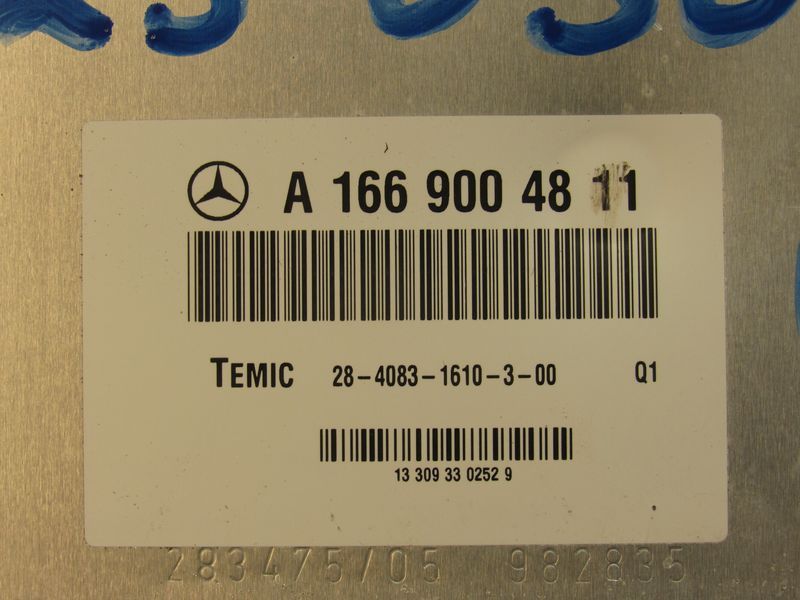 A 166 900 48 11
TEMIC 28-4083-1610-3-00 Q1
13 309 33 0252 9
283475/05 982835